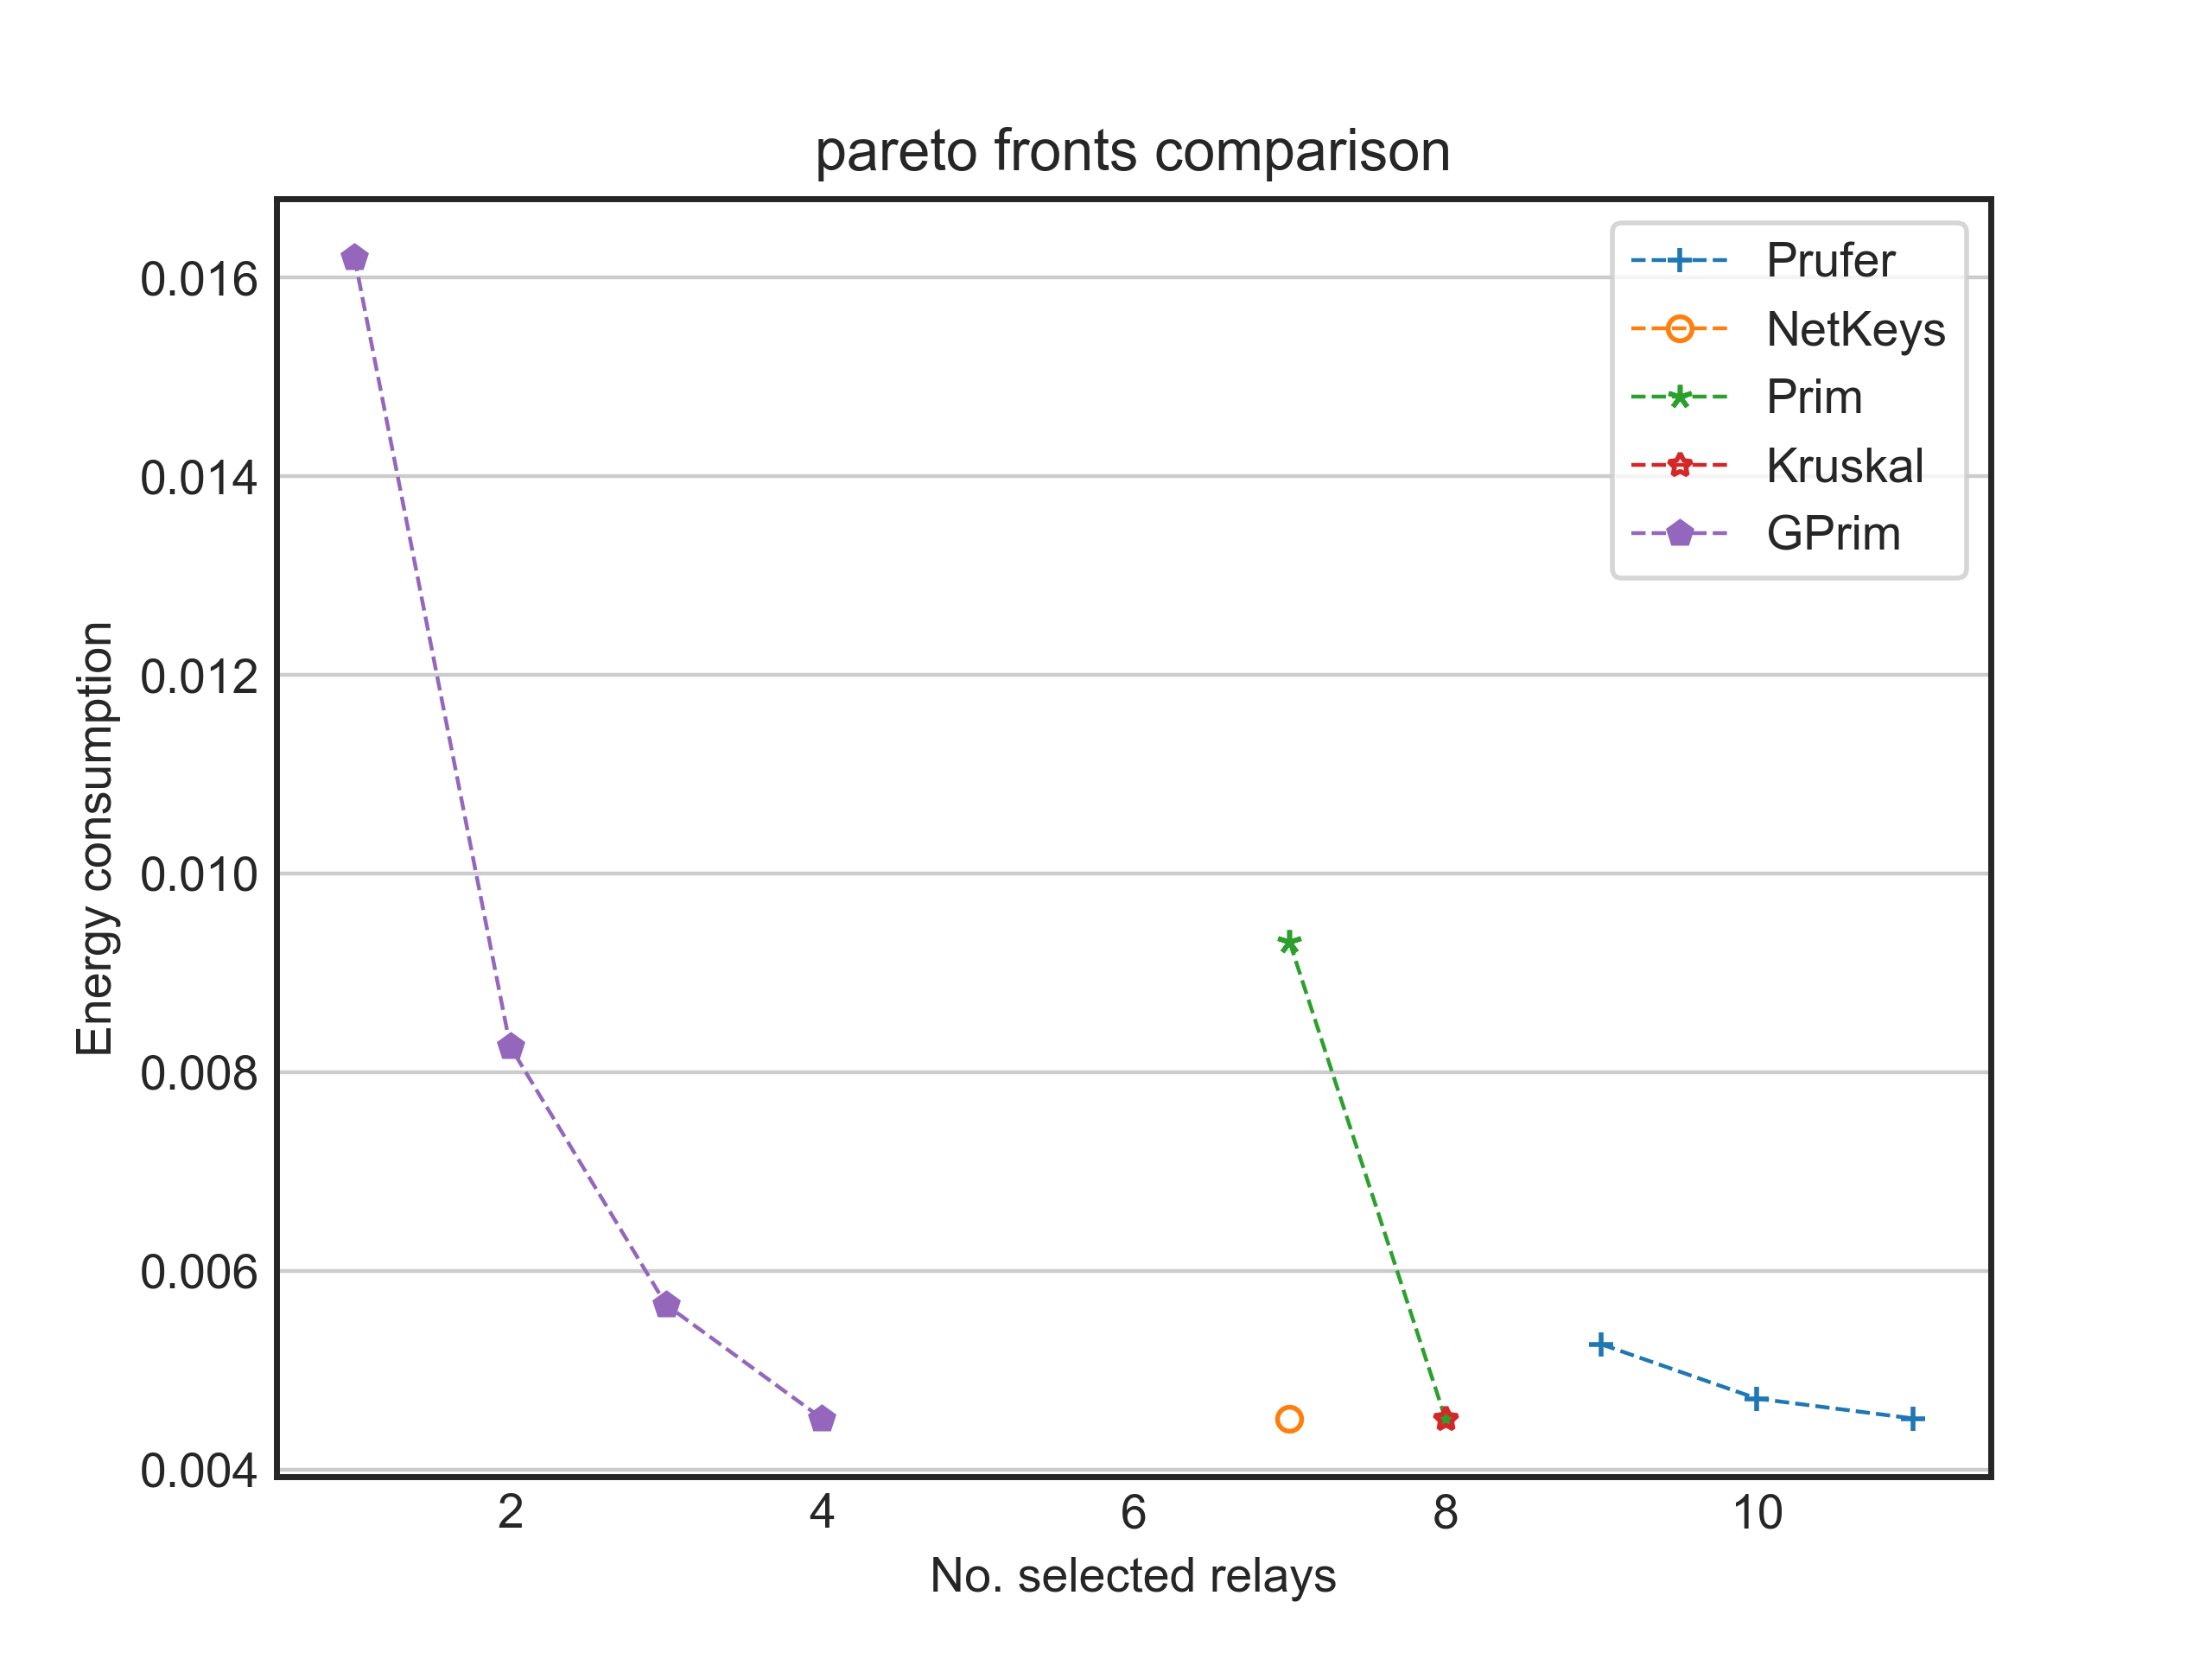 pareto fronts comparison
Energy consumption
0.016
0.014
0.012
0.010
0.008
0.006
0.004
Prufer
NetKeys
Prim
Kruskal
GPrim
2 4 6 8 10
No. selected relays